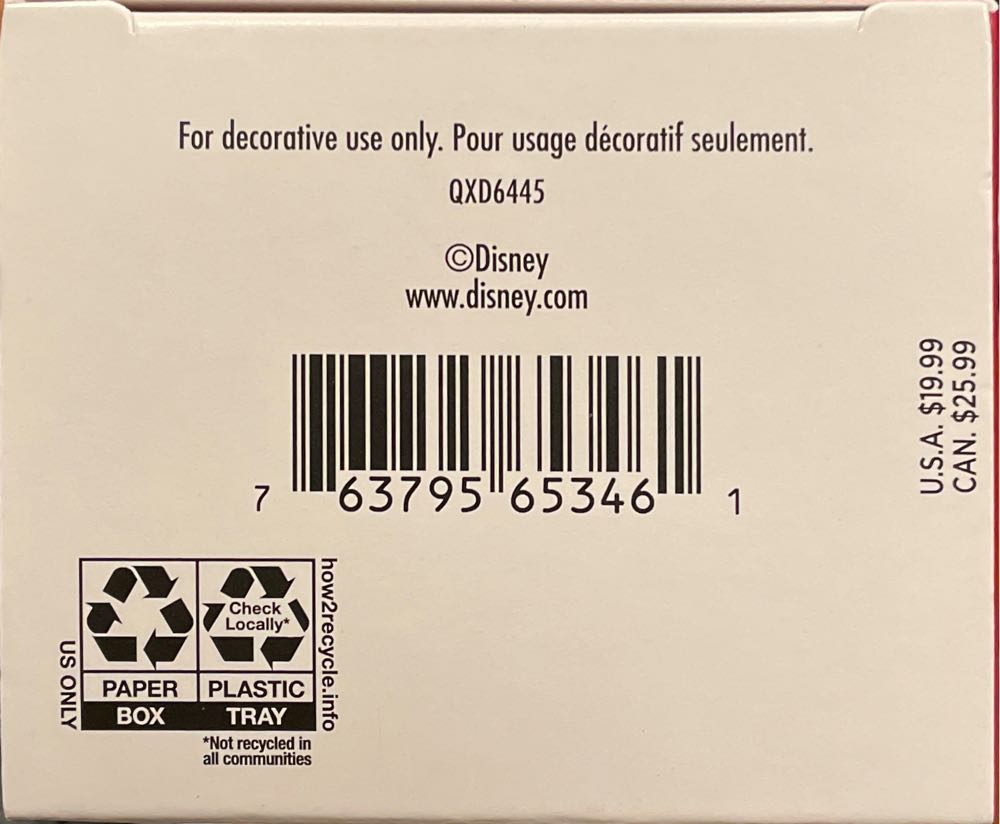 For decorative use only. Pour usage décoratif seulement.
QXD6445
©Disney
www.disney.com
7 63795 65346 1
U.S.A. $19.99
CAN. $25.99
US ONLY
Check
Locally*
PAPER PLASTIC
BOX TRAY
how2recycle.info
*Not recycled in
all communities